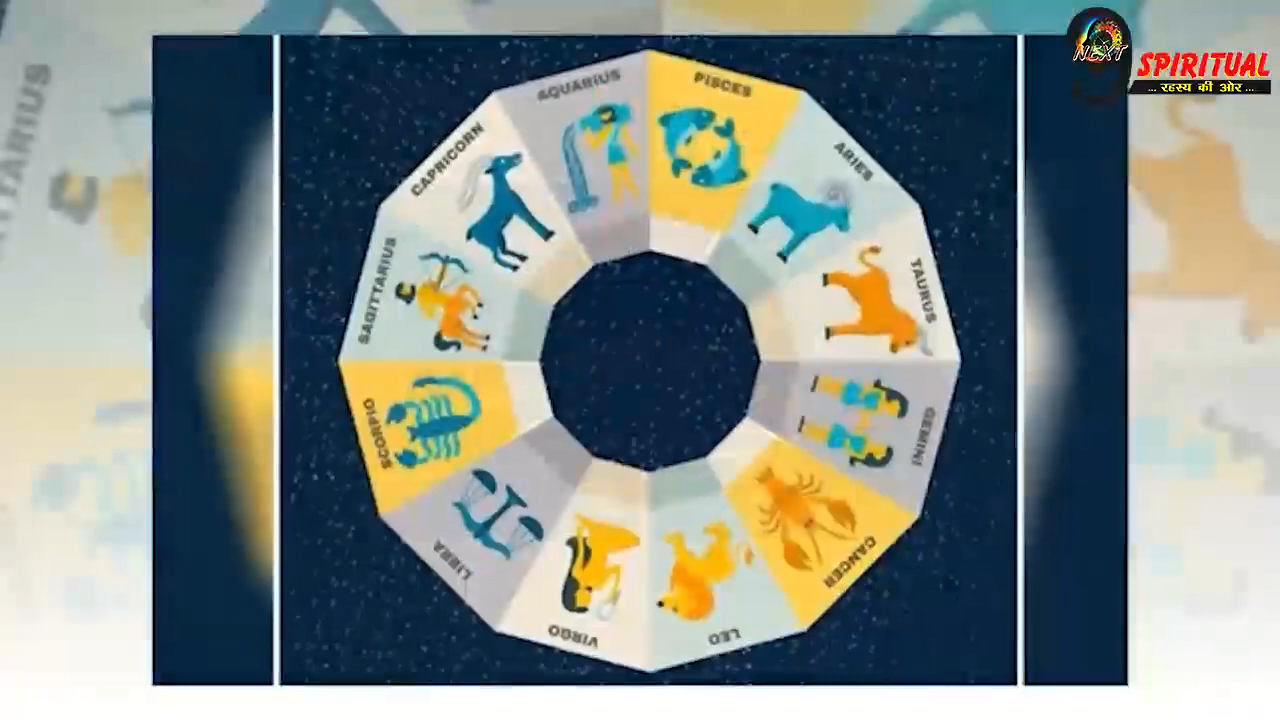 NEXT
SPIRITUAL
... रहस्य की ओर ...
AQUARIUS
PISCES
ARIES
TAURUS
GEMINI
CANCER
LEO
VIRGO
LIBRA
SCORPIO
SAGITTARIUS
CAPRICORN